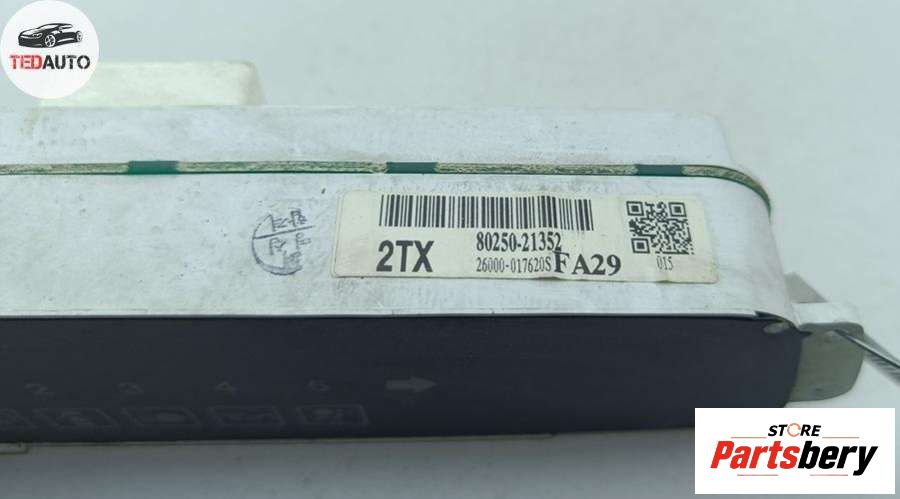 TEDAUTO
80250-21352
2TX
26000-017620S FA29
015
2 3 4 5
STORE
Partsbery